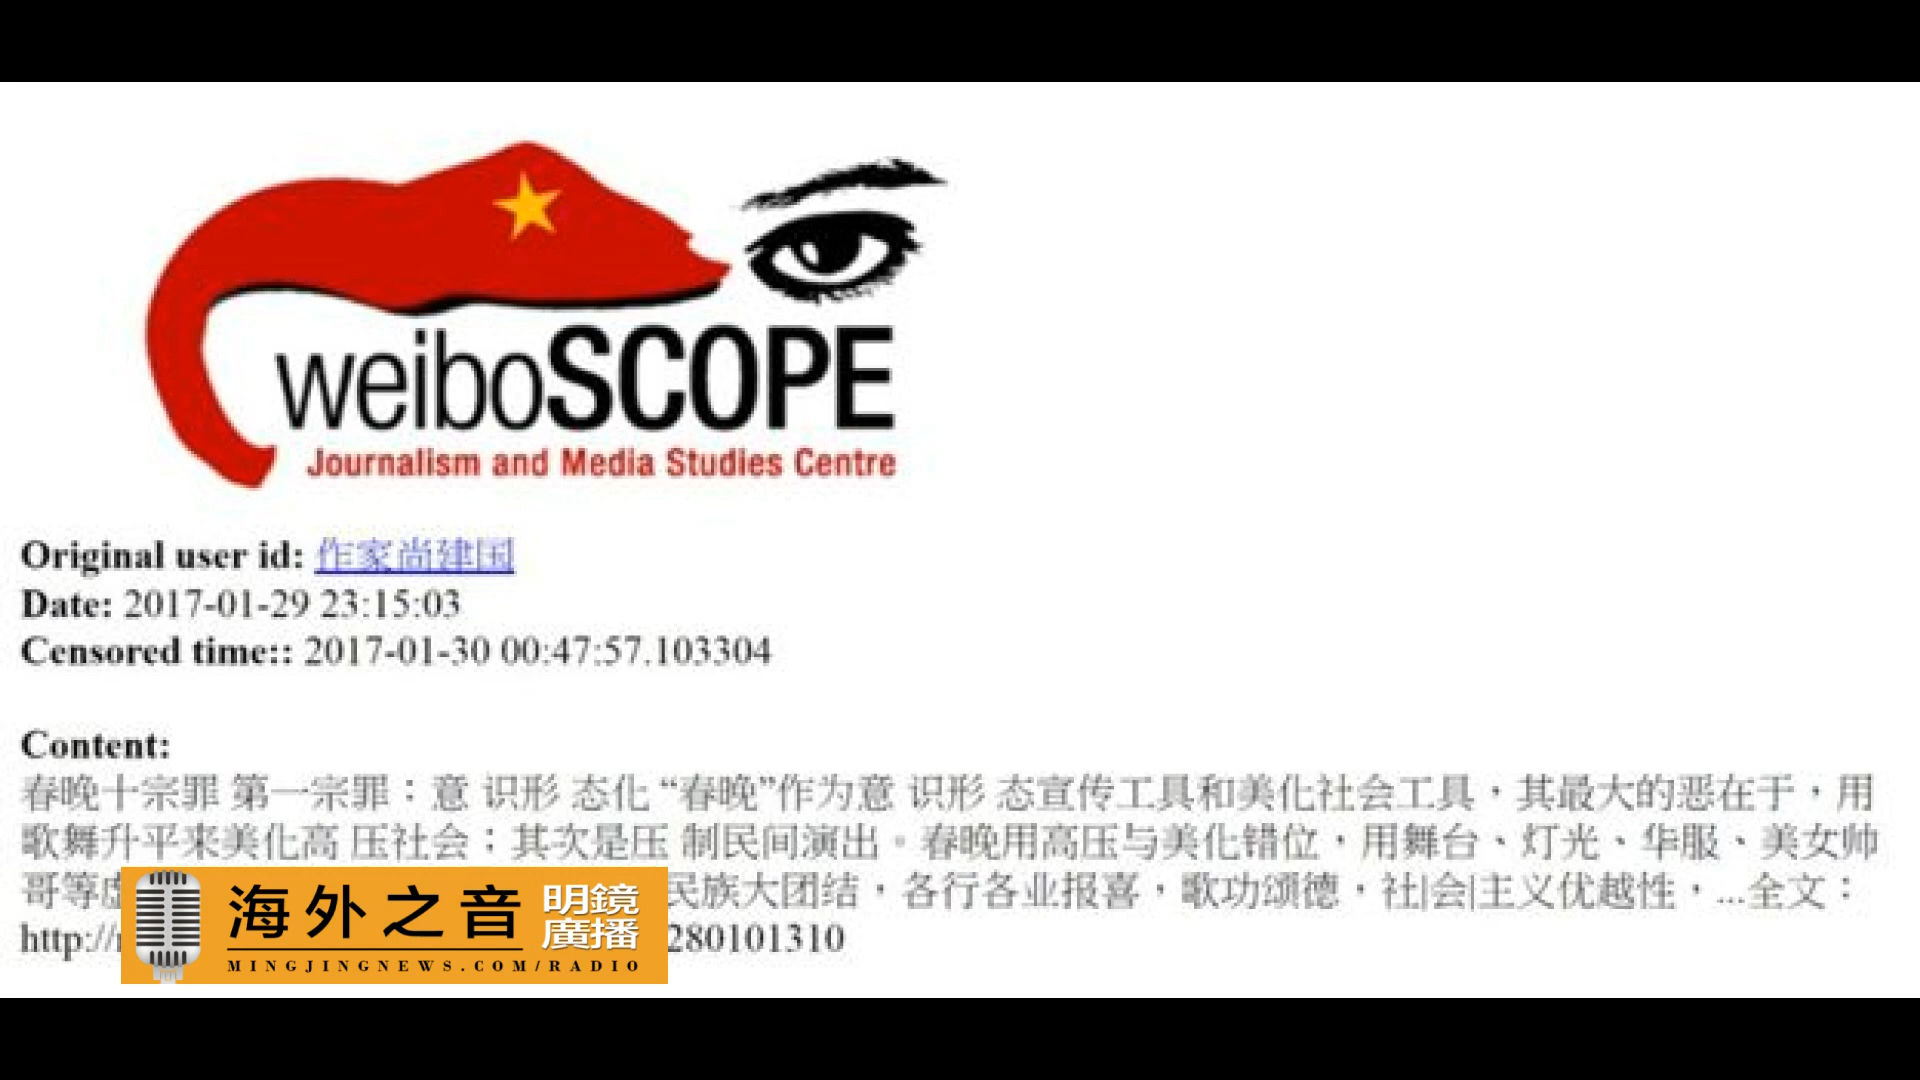 weiboSCOPE
Journalism and Media Studies Centre
Original user id: 作家尚建国
Date: 2017-01-29 23:15:03
Censored time:: 2017-01-30 00:47:57.103304
Content:
春晚十宗罪 第一宗罪：意 识形 态化 “春晚”作为意 识形 态宣传工具和美化社会工具，其最大的恶在于，用
歌舞升平来美化高 压社会；其次是压 制民间演出。春晚用高压与美化错位，用舞台、灯光、华服、美女帅
哥等 民族大团结，各行各业报喜，歌功颂德，社|会|主义优越性，...全文：
http:// 280101310
海外之音 明鏡廣播
MINGJINGNEWS.COM/RADIO